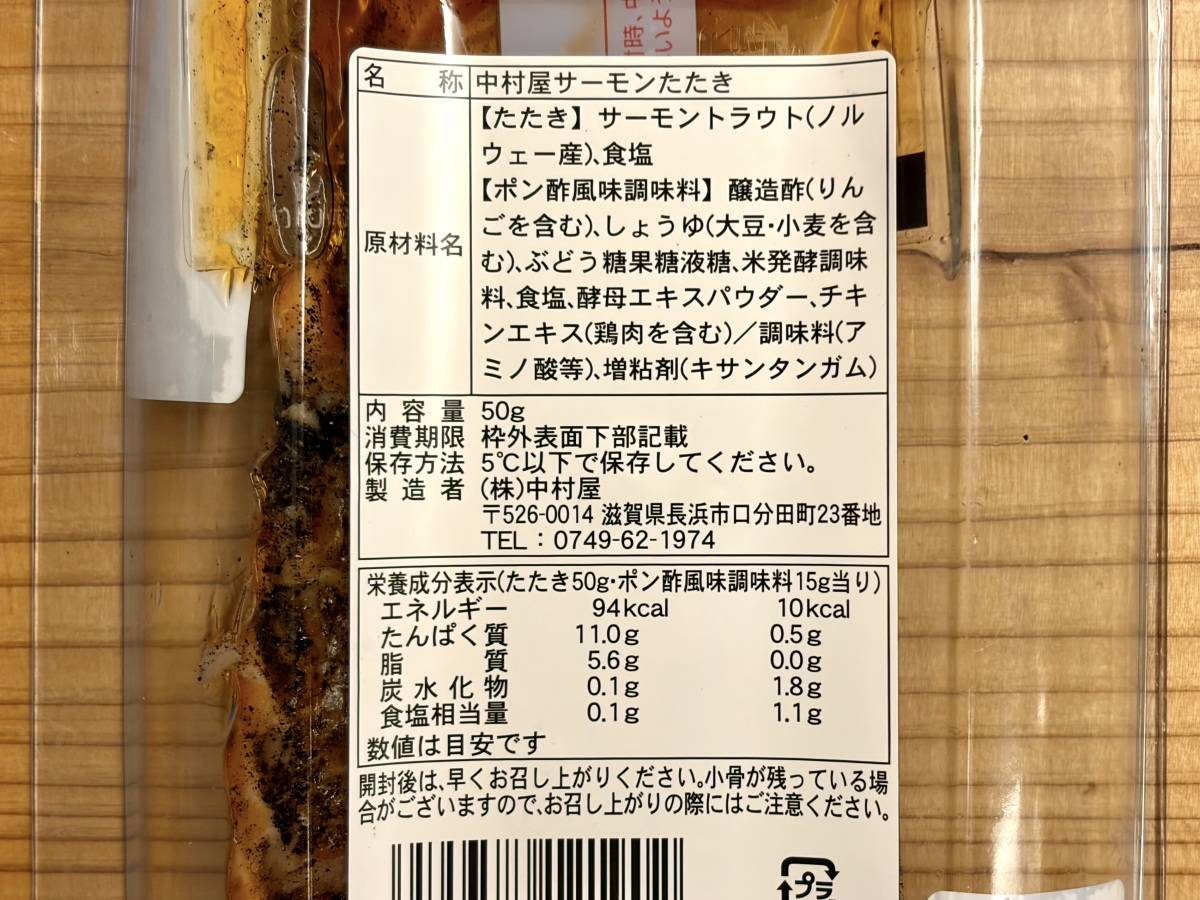 名称 中村屋サーモンたたき
原材料名
【たたき】サーモントラウト(ノル
ウェー産)、食塩
【ポン酢風味調味料】醸造酢(りん
ごを含む)、しょうゆ(大豆・小麦を含
む)、ぶどう糖果糖液糖、米発酵調味
料、食塩、酵母エキスパウダー、チキ
ンエキス(鶏肉を含む)／調味料(ア
ミノ酸等)、増粘剤(キサンタンガム)
内容量 50g
消費期限 枠外表面下部記載
保存方法 5℃以下で保存してください。
製造者 (株)中村屋
〒526-0014 滋賀県長浜市口分田町23番地
TEL：0749-62-1974
栄養成分表示(たたき50g・ポン酢風味調味料15g当り)
エネルギー 94kcal 10kcal
たんぱく質 11.0g 0.5g
脂質 5.6g 0.0g
炭水化物 0.1g 1.8g
食塩相当量 0.1g 1.1g
数値は目安です
開封後は、早くお召し上がりください。小骨が残っている場
合がございますので、お召し上がりの際にはご注意ください。
プラ